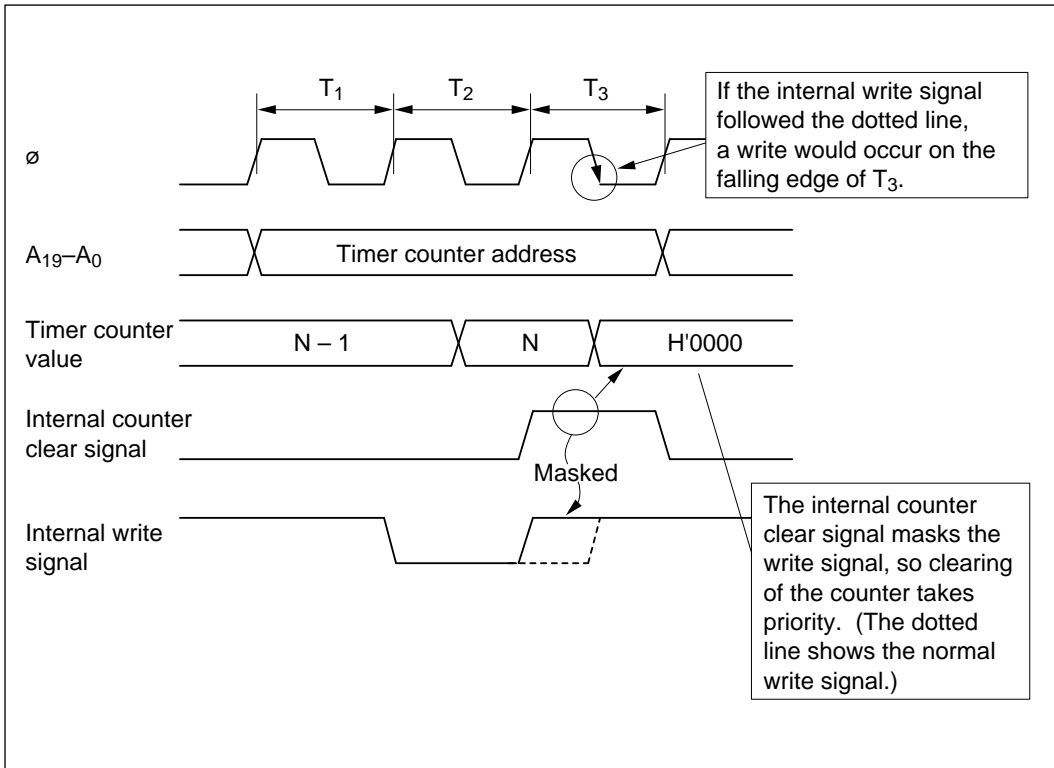 T1 T2 T3
If the internal write signal
followed the dotted line,
a write would occur on the
falling edge of T3.
ø
A19–A0
Timer counter address
Timer counter
value
N – 1 N H'0000
Internal counter
clear signal
Masked
Internal write
signal
The internal counter
clear signal masks the
write signal, so clearing
of the counter takes
priority. (The dotted
line shows the normal
write signal.)